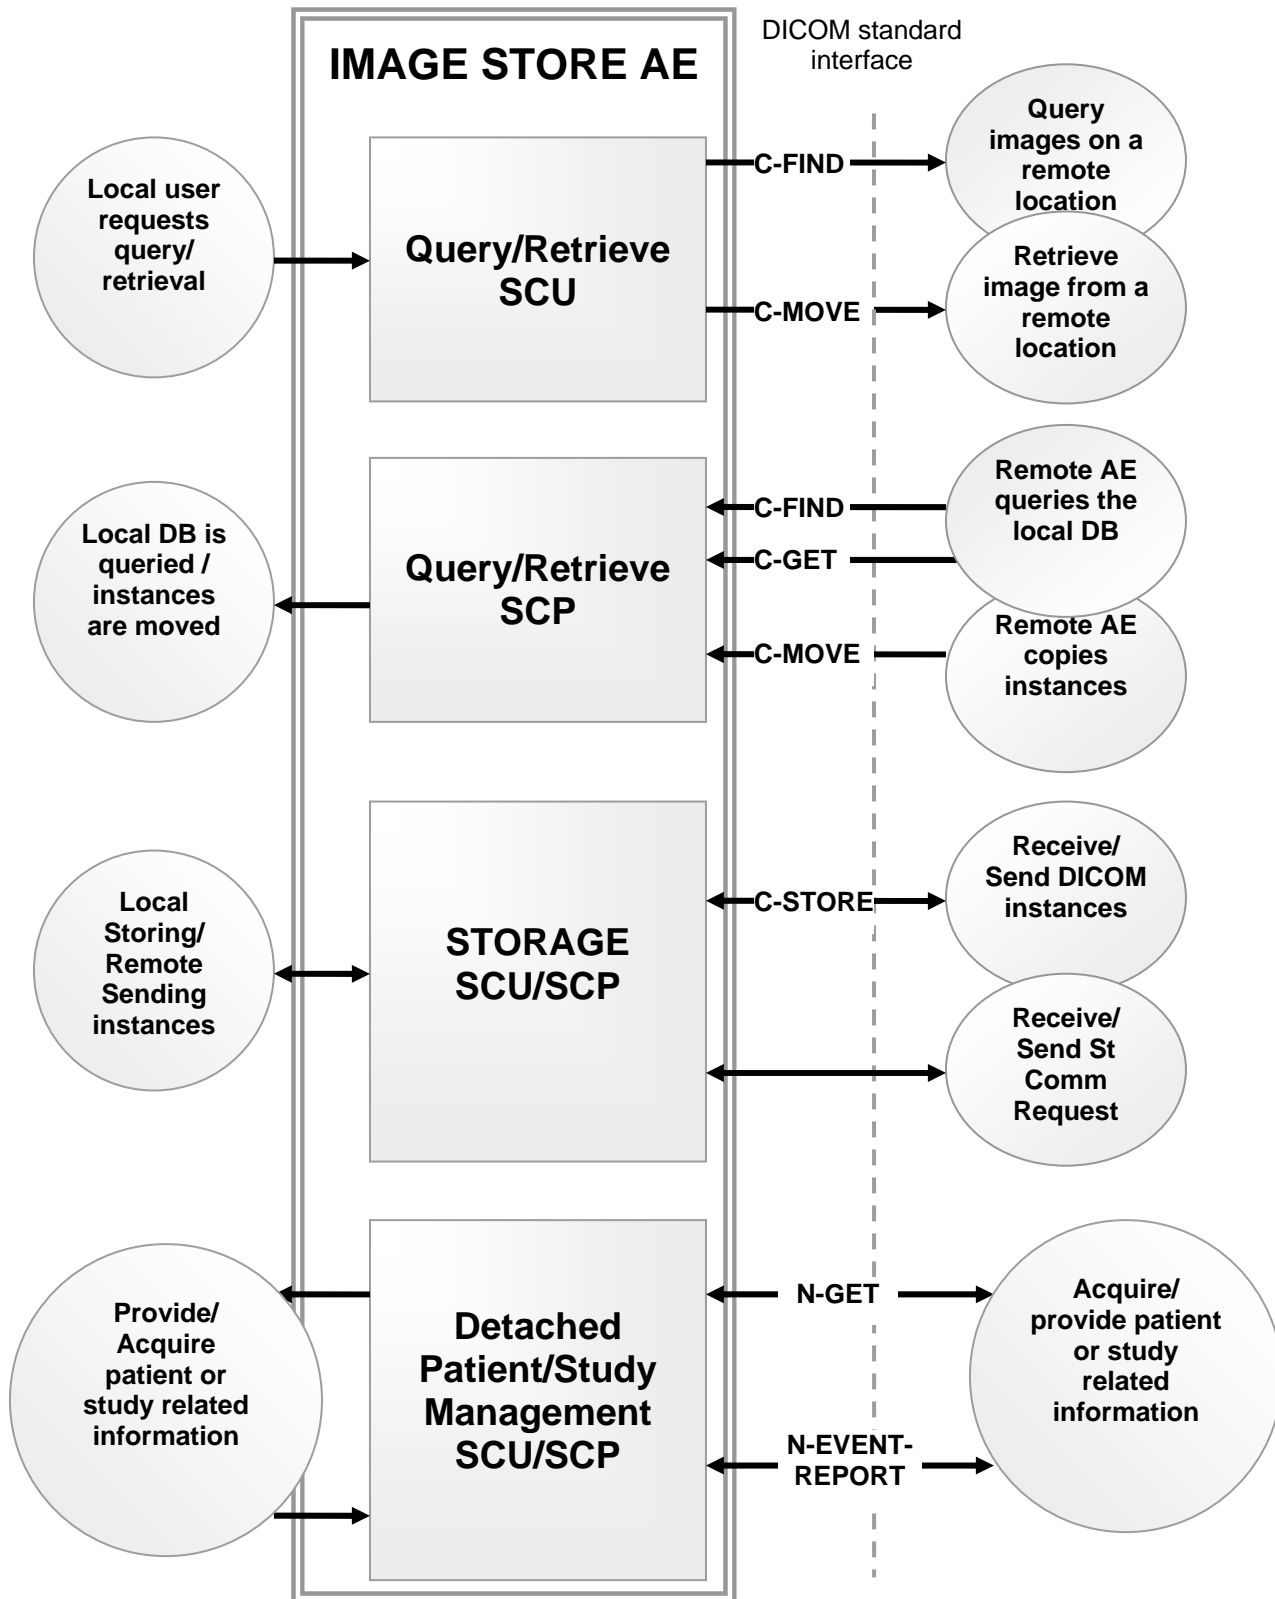 DICOM standard
interface
IMAGE STORE AE
Local user
requests
query/
retrieval
Query/Retrieve
SCU
C-FIND
C-MOVE
Query
images on a
remote
location
Retrieve
image from a
remote
location
Local DB is
queried /
instances
are moved
Query/Retrieve
SCP
C-FIND
C-GET
C-MOVE
Remote AE
queries the
local DB
Remote AE
copies
instances
Local
Storing/
Remote
Sending
instances
STORAGE
SCU/SCP
C-STORE
Receive/
Send DICOM
instances
Receive/
Send St
Comm
Request
Provide/
Acquire
patient or
study related
information
Detached
Patient/Study
Management
SCU/SCP
N-GET
N-EVENT-
REPORT
Acquire/
provide patient
or study
related
information